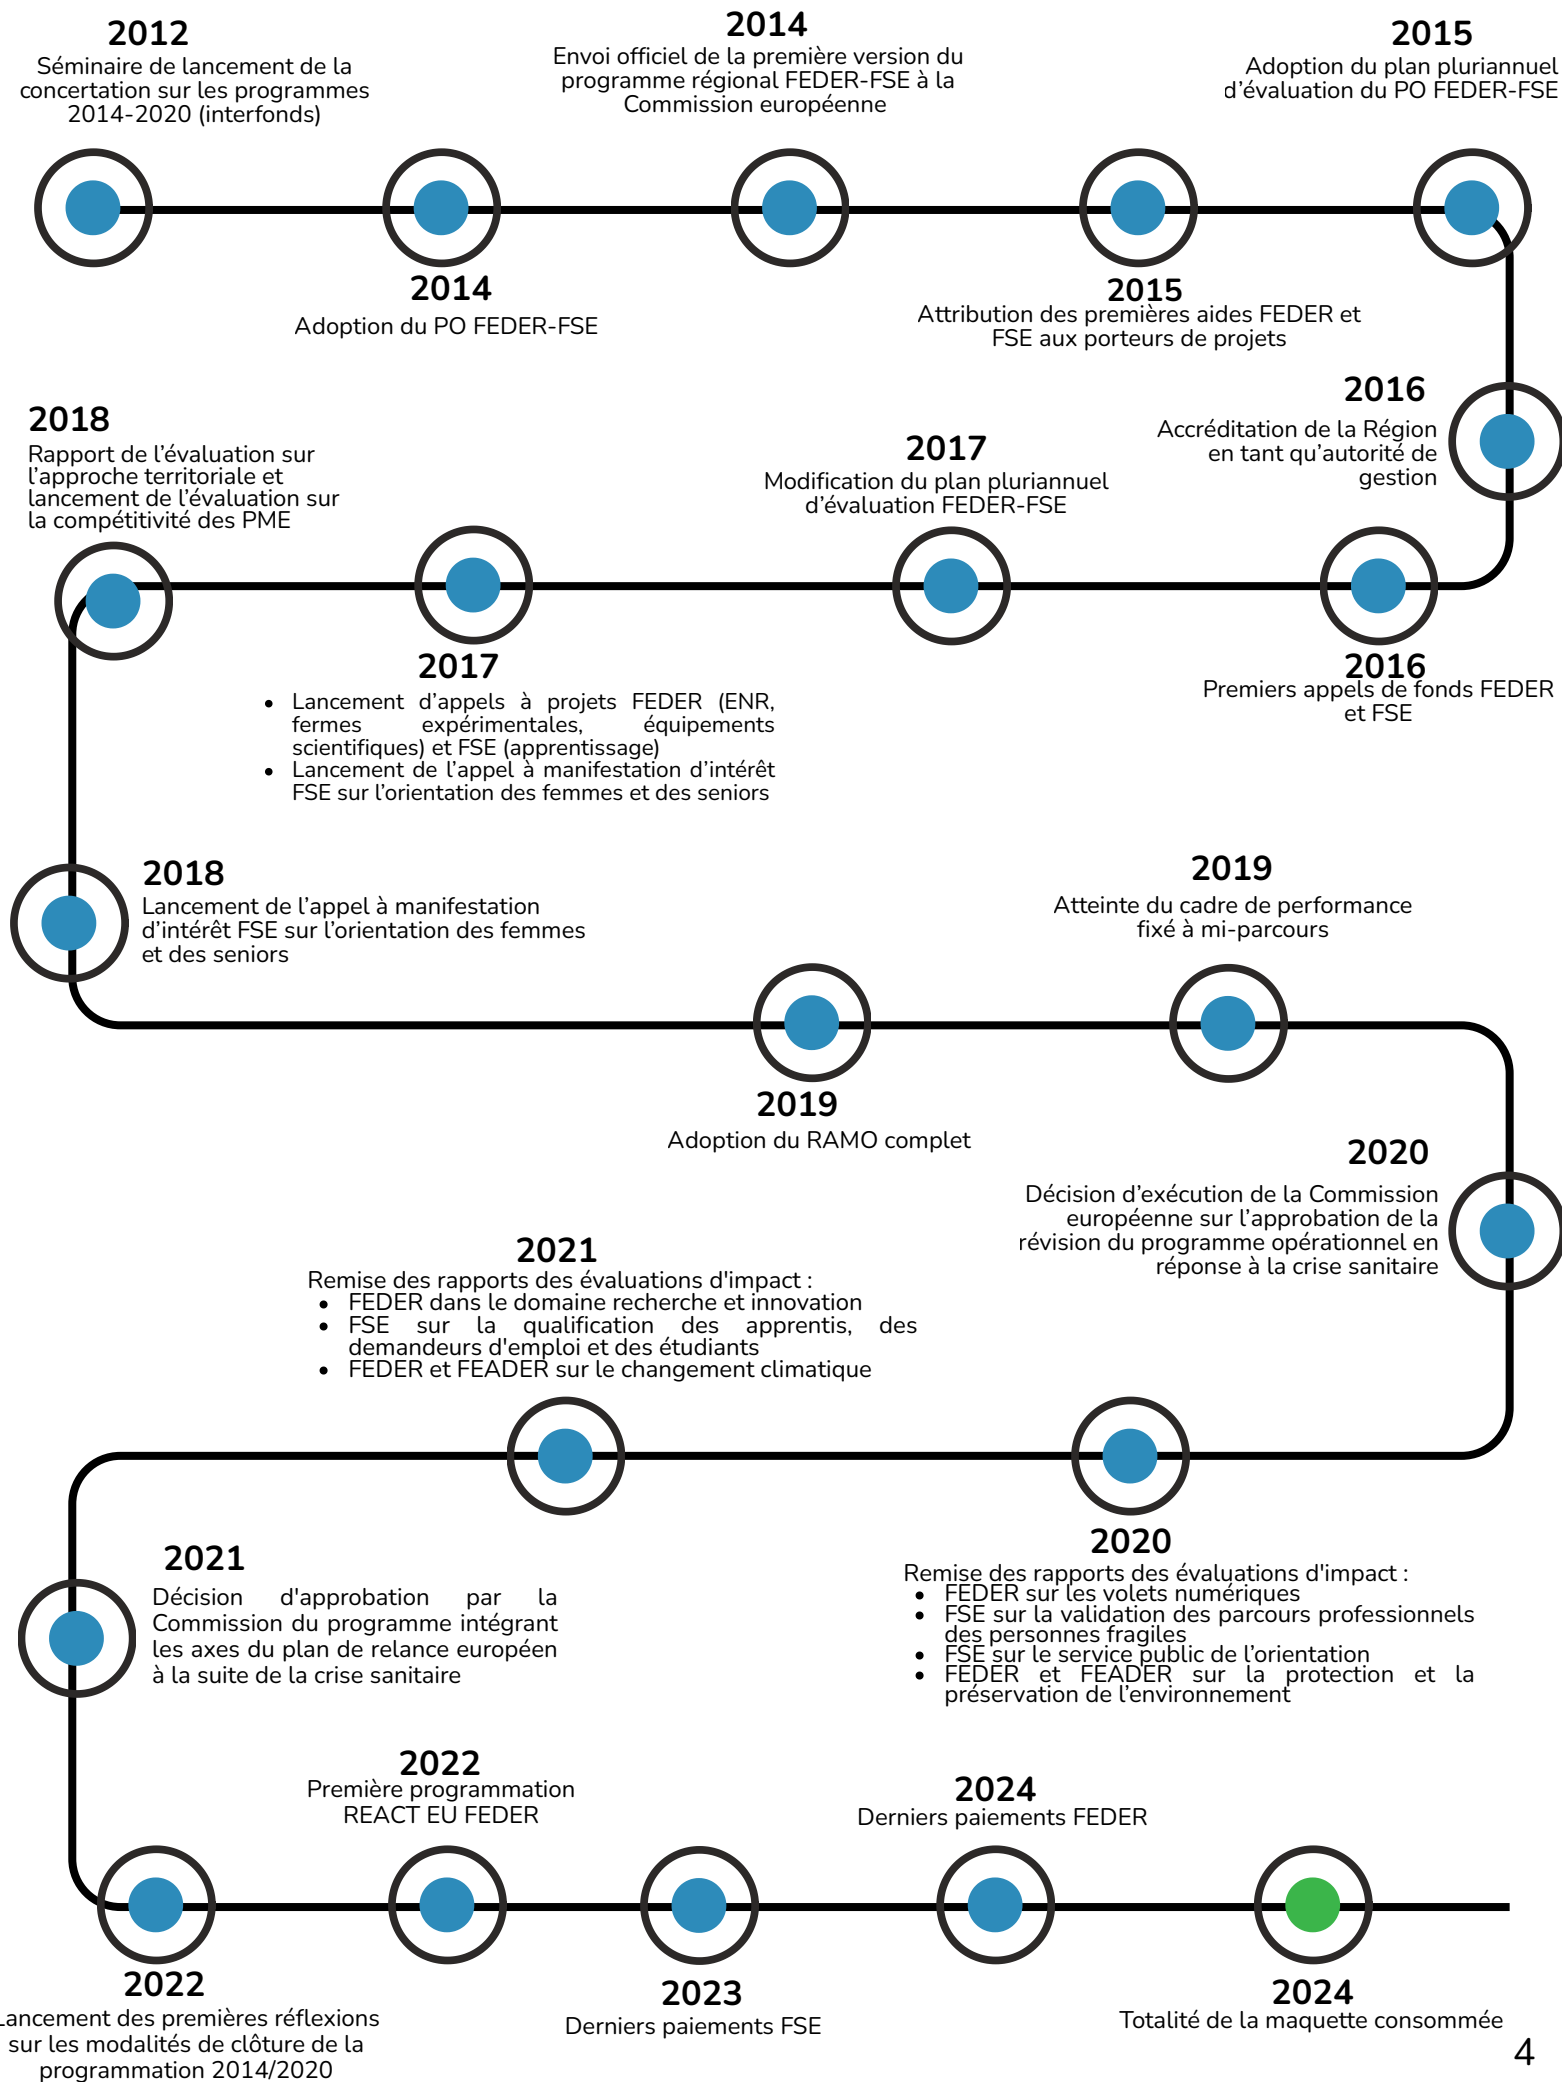 2012
Séminaire de lancement de la
concertation sur les programmes
2014-2020 (interfonds)
2014
Adoption du PO FEDER-FSE
2014
Envoi officiel de la première version du
programme régional FEDER-FSE à la
Commission européenne
2015
Attribution des premières aides FEDER et
FSE aux porteurs de projets
2015
Adoption du plan pluriannuel
d’évaluation du PO FEDER-FSE
2016
Accréditation de la Région
en tant qu’autorité de
gestion
2016
Premiers appels de fonds FEDER
et FSE
2017
Modification du plan pluriannuel
d’évaluation FEDER-FSE
2017
• Lancement d’appels à projets FEDER (ENR,
fermes expérimentales, équipements
scientifiques) et FSE (apprentissage)
• Lancement de l’appel à manifestation d’intérêt
FSE sur l’orientation des femmes et des seniors
2018
Rapport de l’évaluation sur
l’approche territoriale et
lancement de l’évaluation sur
la compétitivité des PME
2018
Lancement de l’appel à manifestation
d’intérêt FSE sur l’orientation des femmes
et des seniors
2019
Adoption du RAMO complet
2019
Atteinte du cadre de performance
fixé à mi-parcours
2020
Décision d’exécution de la Commission
européenne sur l’approbation de la
révision du programme opérationnel en
réponse à la crise sanitaire
2020
Remise des rapports des évaluations d'impact :
• FEDER sur les volets numériques
• FSE sur la validation des parcours professionnels
des personnes fragiles
• FSE sur le service public de l’orientation
• FEDER et FEADER sur la protection et la
préservation de l’environnement
2021
Remise des rapports des évaluations d'impact :
• FEDER dans le domaine recherche et innovation
• FSE sur la qualification des apprentis, des
demandeurs d'emploi et des étudiants
• FEDER et FEADER sur le changement climatique
2021
Décision d'approbation par la
Commission du programme intégrant
les axes du plan de relance européen
à la suite de la crise sanitaire
2022
Lancement des premières réflexions
sur les modalités de clôture de la
programmation 2014/2020
2022
Première programmation
REACT EU FEDER
2023
Derniers paiements FSE
2024
Derniers paiements FEDER
2024
Totalité de la maquette consommée
4